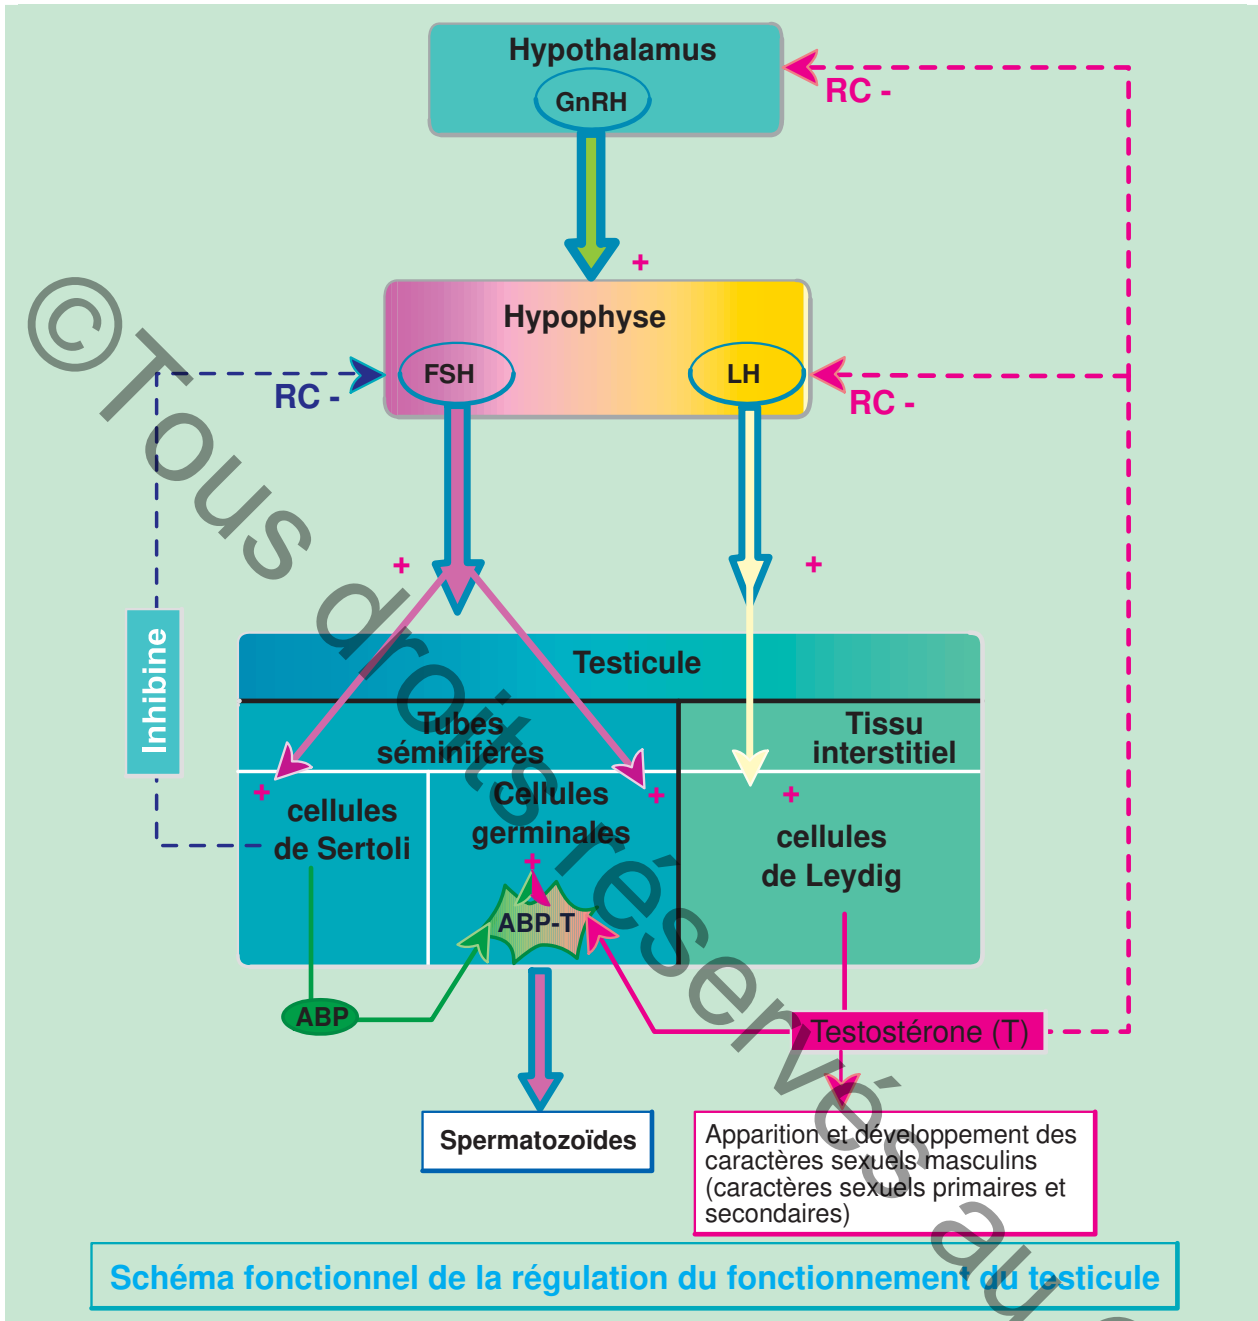 Hypothalamus
GnRH
RC -
+
Hypophyse
FSH
LH
RC -
RC -
+
+
Inhibine
Testicule
Tubes
séminifères
Tissu
interstitiel
+
+
+
cellules
de Sertoli
Cellules
germinales
cellules
de Leydig
+
ABP-T
ABP
Testostérone (T)
Spermatozoïdes
Apparition et développement des
caractères sexuels masculins
(caractères sexuels primaires et
secondaires)
Schéma fonctionnel de la régulation du fonctionnement du testicule
©Tous droits réservés au